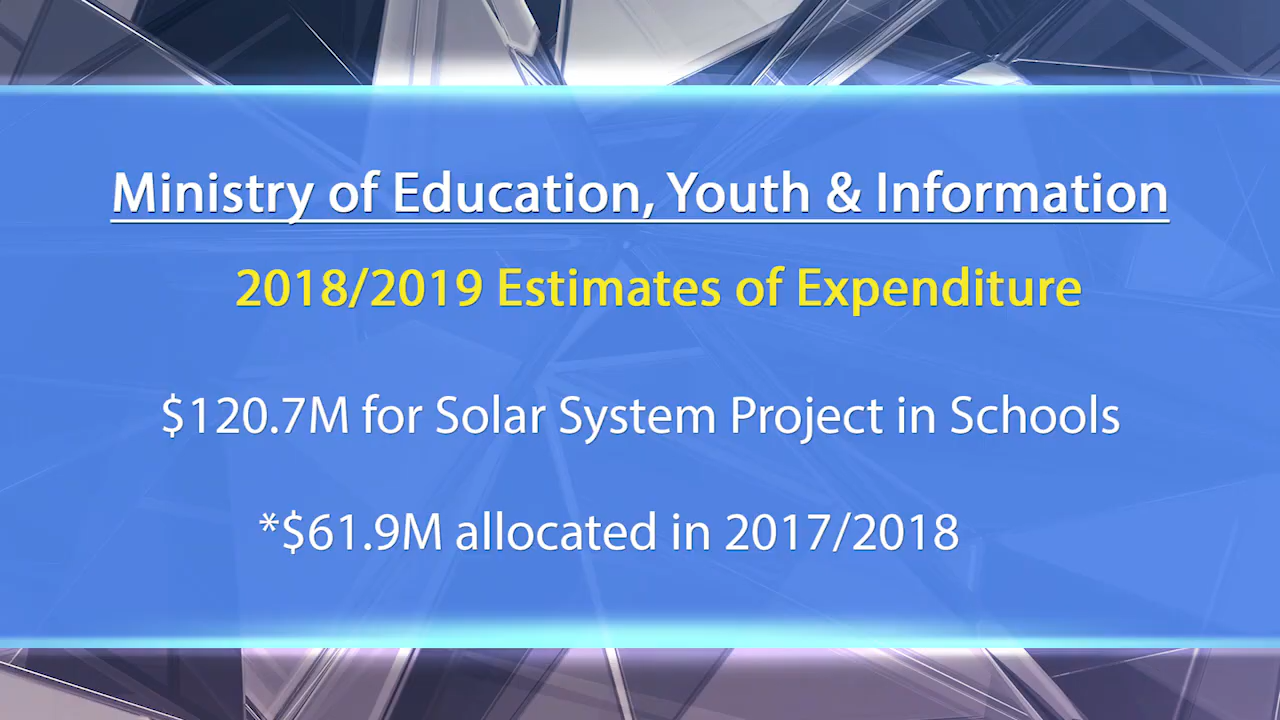 Ministry of Education, Youth & Information
2018/2019 Estimates of Expenditure
$120.7M for Solar System Project in Schools
*$61.9M allocated in 2017/2018